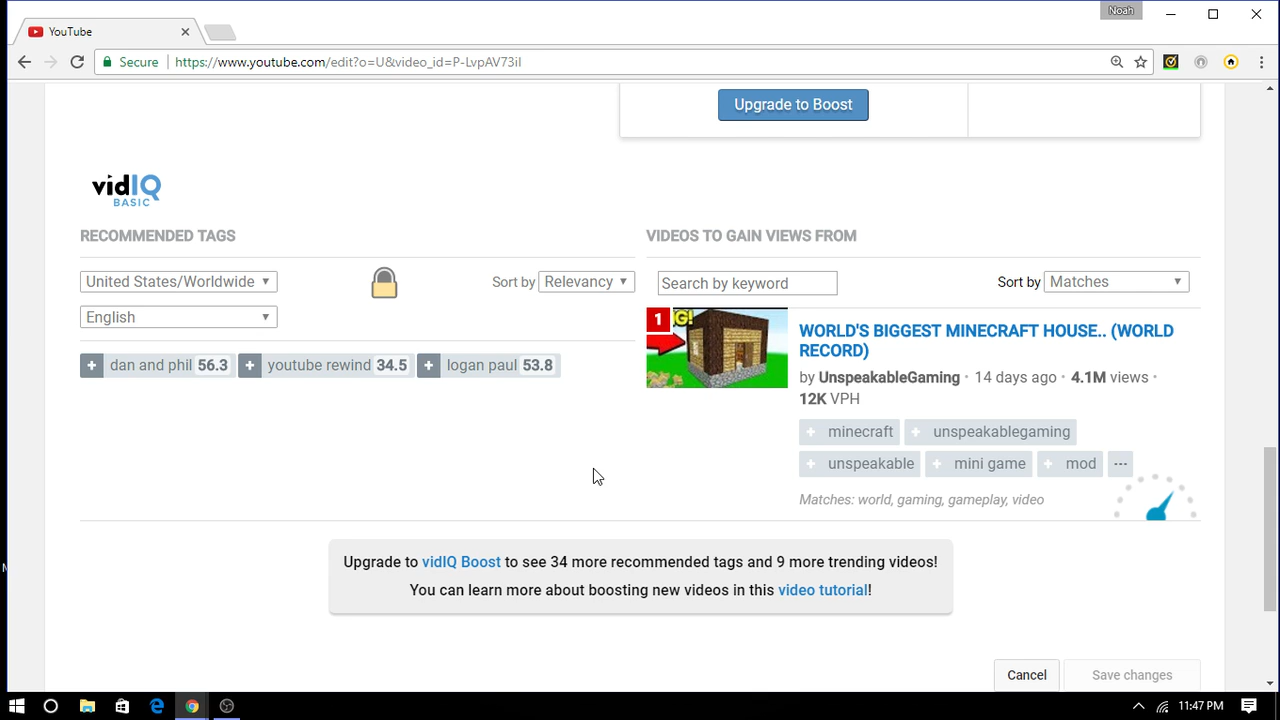 Noah
YouTube
Secure https://www.youtube.com/edit?o=U&video_id=P-LvpAV73iI
Upgrade to Boost
vidIQ
BASIC
RECOMMENDED TAGS
United States/Worldwide
Sort by Relevancy
English
+ dan and phil 56.3 + youtube rewind 34.5 + logan paul 53.8
VIDEOS TO GAIN VIEWS FROM
Search by keyword
Sort by Matches
1
G!
WORLD'S BIGGEST MINECRAFT HOUSE.. (WORLD
RECORD)
by UnspeakableGaming · 14 days ago · 4.1M views ·
12K VPH
+ minecraft + unspeakablegaming
+ unspeakable + mini game + mod ...
Matches: world, gaming, gameplay, video
Upgrade to vidIQ Boost to see 34 more recommended tags and 9 more trending videos!
You can learn more about boosting new videos in this video tutorial!
Cancel Save changes
11:47 PM